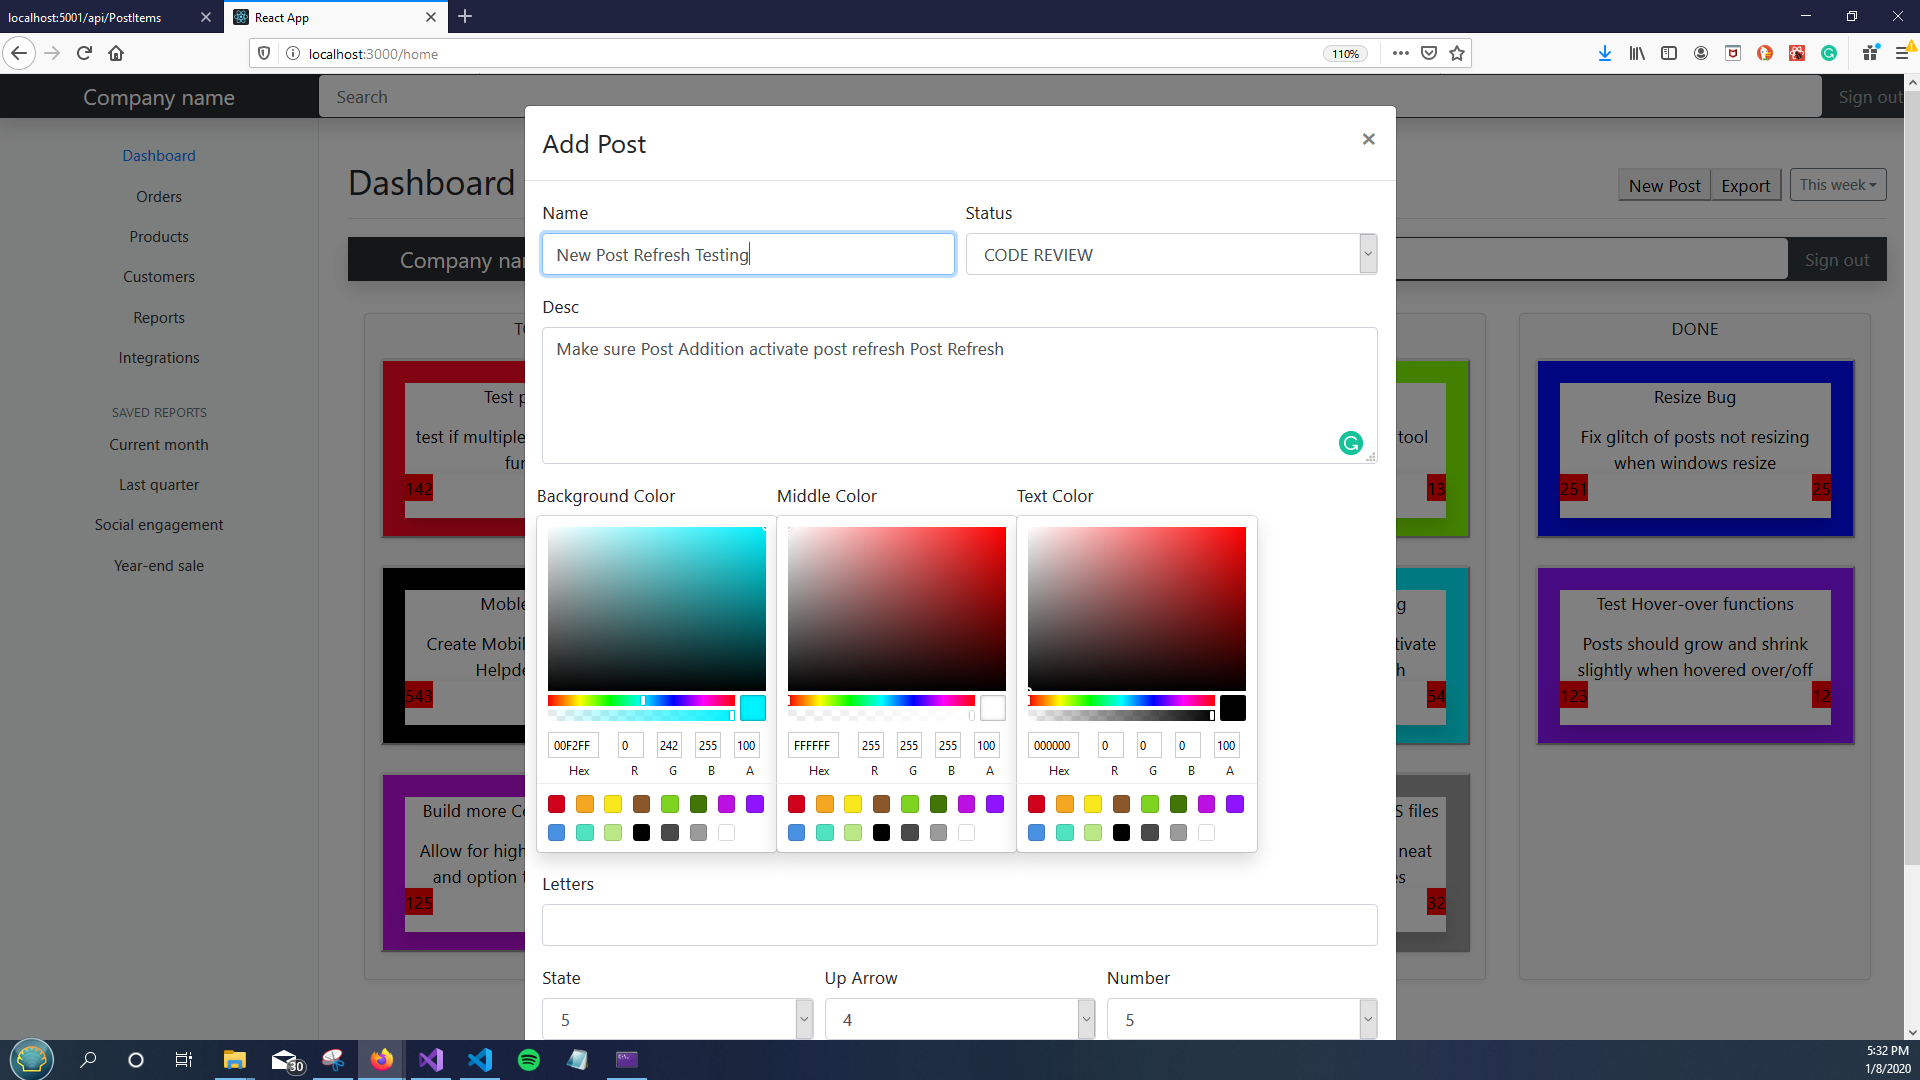 localhost:5001/api/PostItems
React App
localhost:3000/home
110%
Company name
Search
Sign out
Dashboard
Orders
Products
Customers
Reports
Integrations
SAVED REPORTS
Current month
Last quarter
Social engagement
Year-end sale
Dashboard
New Post
Export
This week
Company nan
Sign out
Add Post
×
Name
Status
New Post Refresh Testing
CODE REVIEW
Desc
Make sure Post Addition activate post refresh Post Refresh
Background Color
Middle Color
Text Color
00F2FF 0 242 255 100
Hex R G B A
FFFFFF 255 255 255 100
Hex R G B A
000000 0 0 0 100
Hex R G B A
Letters
State
Up Arrow
Number
5
4
5
Test p
test if multiple
fur
142
Moble
Create Mobil
Helpde
543
Build more Co
Allow for high
and option t
125
tool
13
g
tivate
h
54
S files
neat
es
32
DONE
Resize Bug
Fix glitch of posts not resizing
when windows resize
251
25
Test Hover-over functions
Posts should grow and shrink
slightly when hovered over/off
123
12
30
5:32 PM
1/8/2020